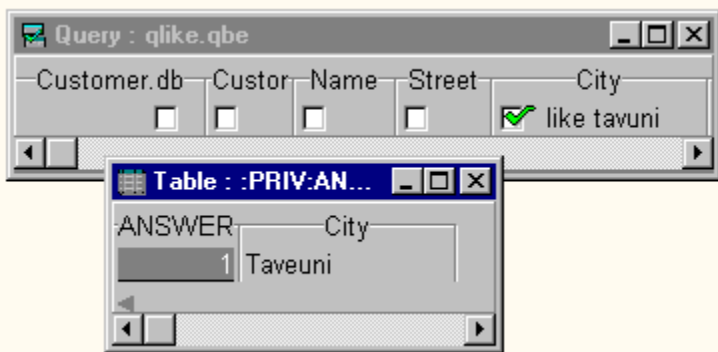 Query : qlike.qbe
Customer.db Custor Name Street City
like tavuni
Table : :PRIV:AN...
ANSWER City
1 Taveuni